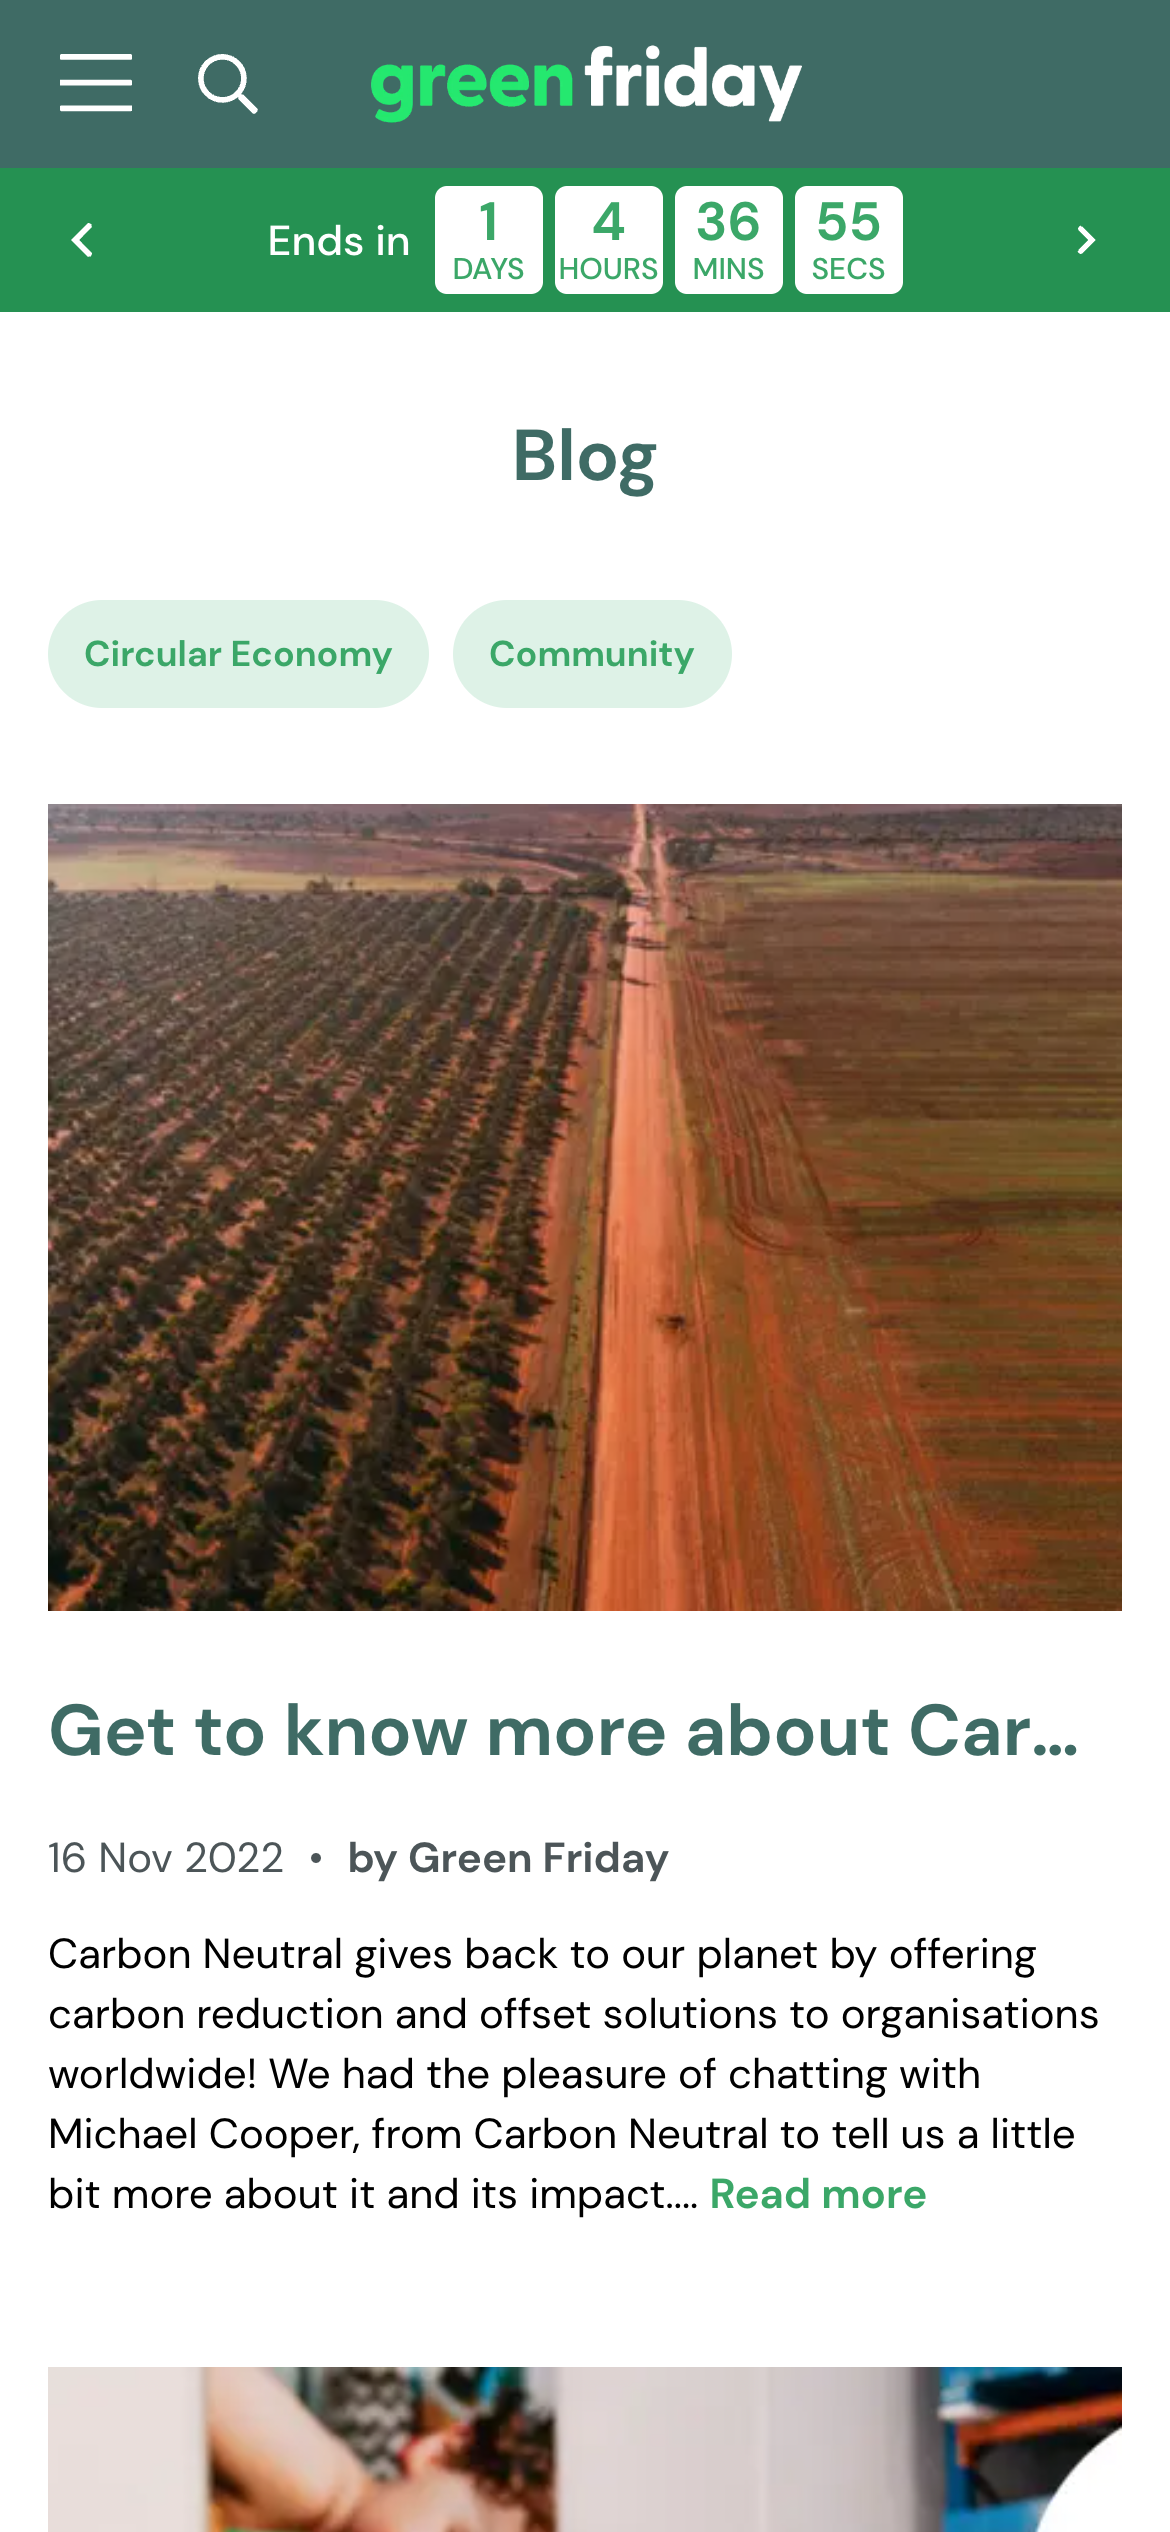 green friday
Ends in
1
DAYS
4
HOURS
36
MINS
55
SECS
Blog
Circular Economy
Community
Get to know more about Car...
16 Nov 2022 • by Green Friday
Carbon Neutral gives back to our planet by offering
carbon reduction and offset solutions to organisations
worldwide! We had the pleasure of chatting with
Michael Cooper, from Carbon Neutral to tell us a little
bit more about it and its impact.... Read more